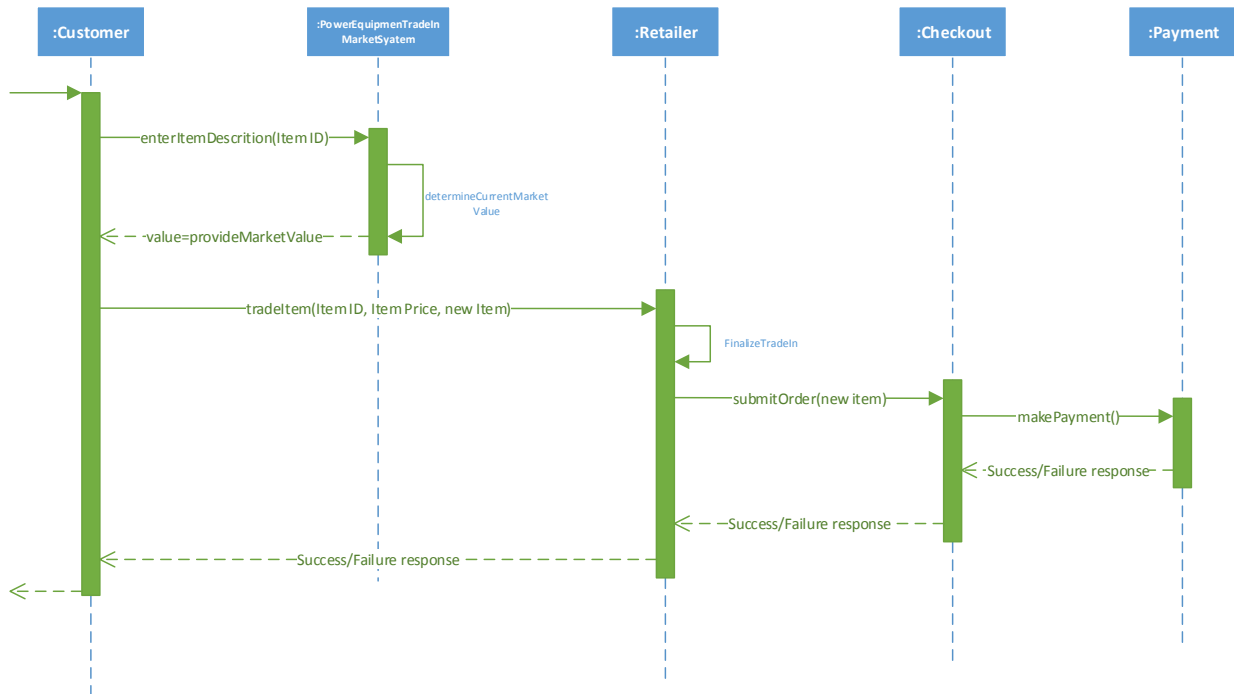 :Customer
:PowerEquipmenTradeIn
MarketSyatem
:Retailer
:Checkout
:Payment
enterItemDescrition(Item ID)
determineCurrentMarket
Value
value=provideMarketValue
tradeItem(Item ID, Item Price, new Item)
FinalizeTradeIn
submitOrder(new item)
makePayment()
Success/Failure response
Success/Failure response
Success/Failure response